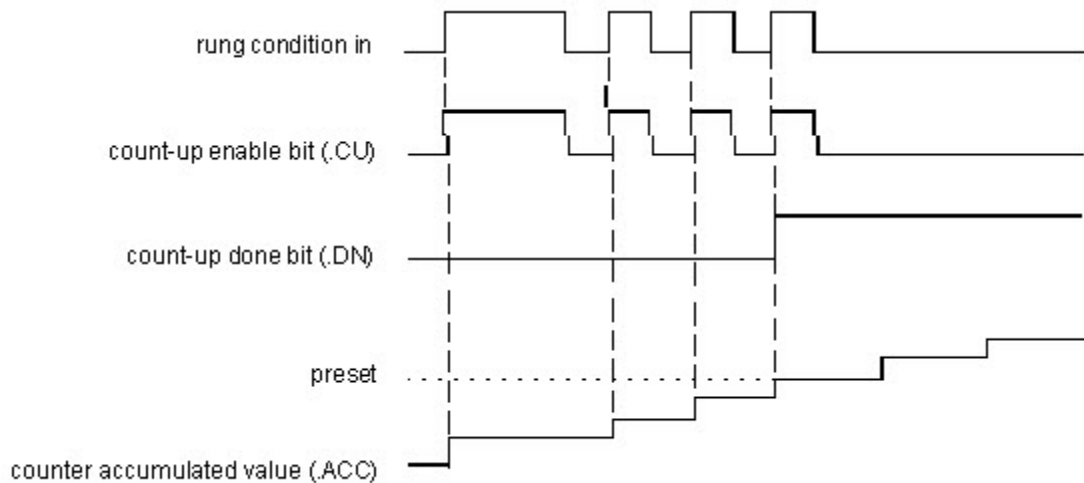 rung condition in
count-up enable bit (.CU)
count-up done bit (.DN)
preset
counter accumulated value (.ACC)